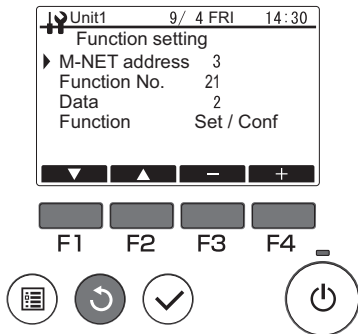 Unit1 9/ 4 FRI 14:30
Function setting
M-NET address 3
Function No. 21
Data 2
Function Set / Conf
− +
F1 F2 F3 F4